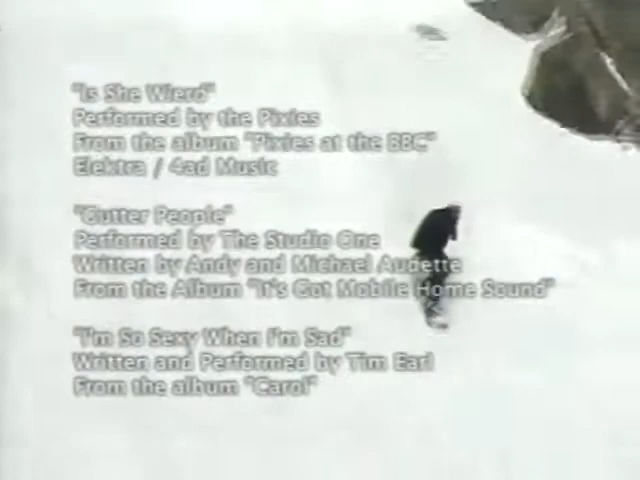 "Is She Wierd"
Performed by the Pixies
From the album "Pixies at the BBC"
Elektra / 4ad Music
"Gutter People"
Performed by The Studio One
Written by Andy and Michael Audette
From the Album "It's Got Mobile Home Sound"
"I'm So Sexy When I'm Sad"
Written and Performed by Tim Earl
From the album "Carol"